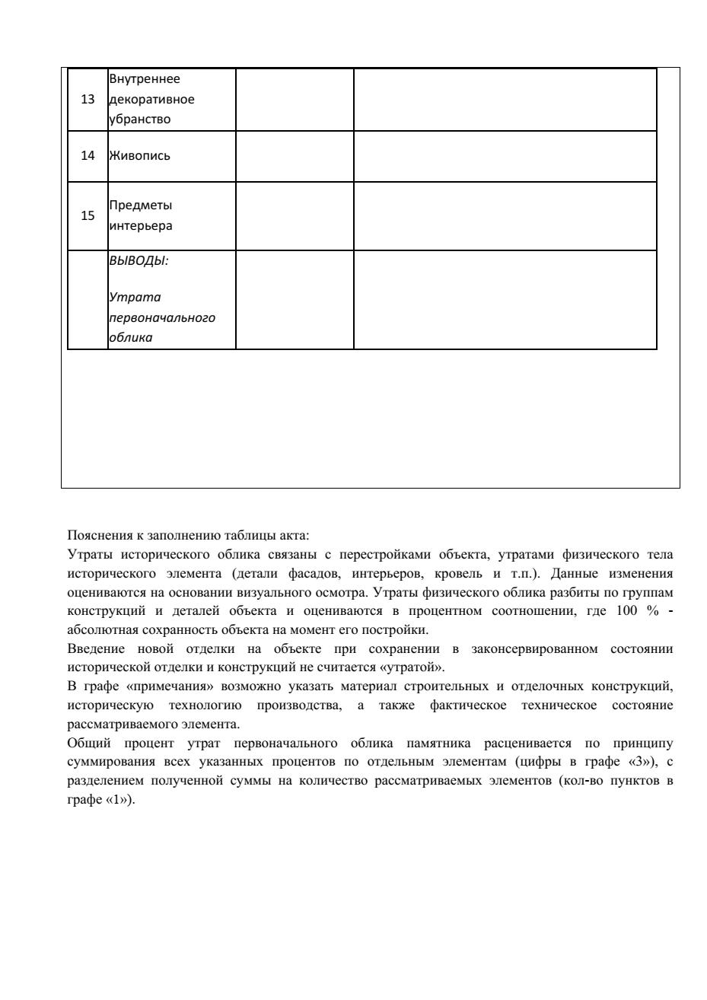 Внутреннее
13
декоративное
убранство
14
Живопись
Предметы
15
интерьера
ВЫВОДЫ:
Утрата
первоначального
облика
Пояснения к заполнению таблицы акта:
Утраты исторического облика связаны с перестройками объекта, утратами физического тела
исторического элемента (детали фасадов, интерьеров, кровель и т.п.). Данные изменения
оцениваются на основании визуального осмотра. Утраты физического облика разбиты по группам
конструкций и деталей объекта и оцениваются в процентном соотношении, где 100 % -
абсолютная сохранность объекта на момент его постройки.
Введение новой отделки на объекте при сохранении в законсервированном состоянии
исторической отделки и конструкций не считается «утратой».
В графе «примечания» возможно указать материал строительных и отделочных конструкций,
историческую технологию производства, а также фактическое техническое состояние
рассматриваемого элемента.
Общий процент утрат первоначального облика памятника расценивается по принципу
суммирования всех указанных процентов по отдельным элементам (цифры в графе «3»), с
разделением полученной суммы на количество рассматриваемых элементов (кол-во пунктов в
графе «1»).